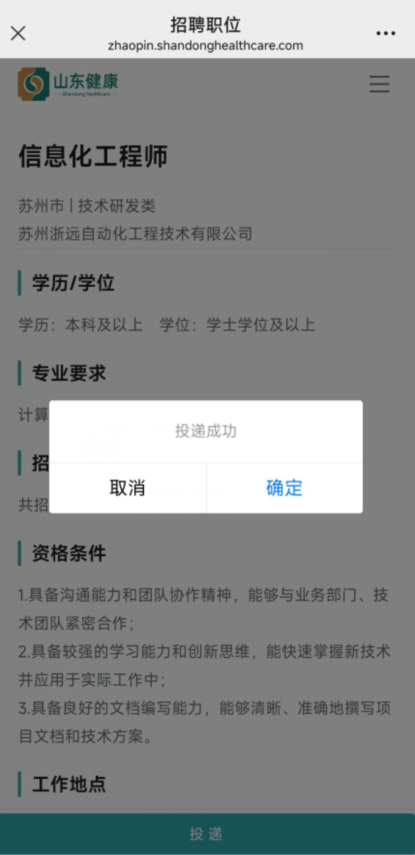 招聘职位
zhaopin.shandonghealthcare.com
山东健康
Shandong healthcare
信息化工程师
苏州市 | 技术研发类
苏州浙远自动化工程技术有限公司
学历/学位
学历：本科及以上 学位：学士学位及以上
专业要求
计算
投递成功
招
取消
确定
共招
资格条件
1.具备沟通能力和团队协作精神，能够与业务部门、技
术团队紧密合作；
2.具备较强的学习能力和创新思维，能快速掌握新技术
并应用于实际工作中；
3.具备良好的文档编写能力，能够清晰、准确地撰写项
目文档和技术方案。
工作地点
投 递